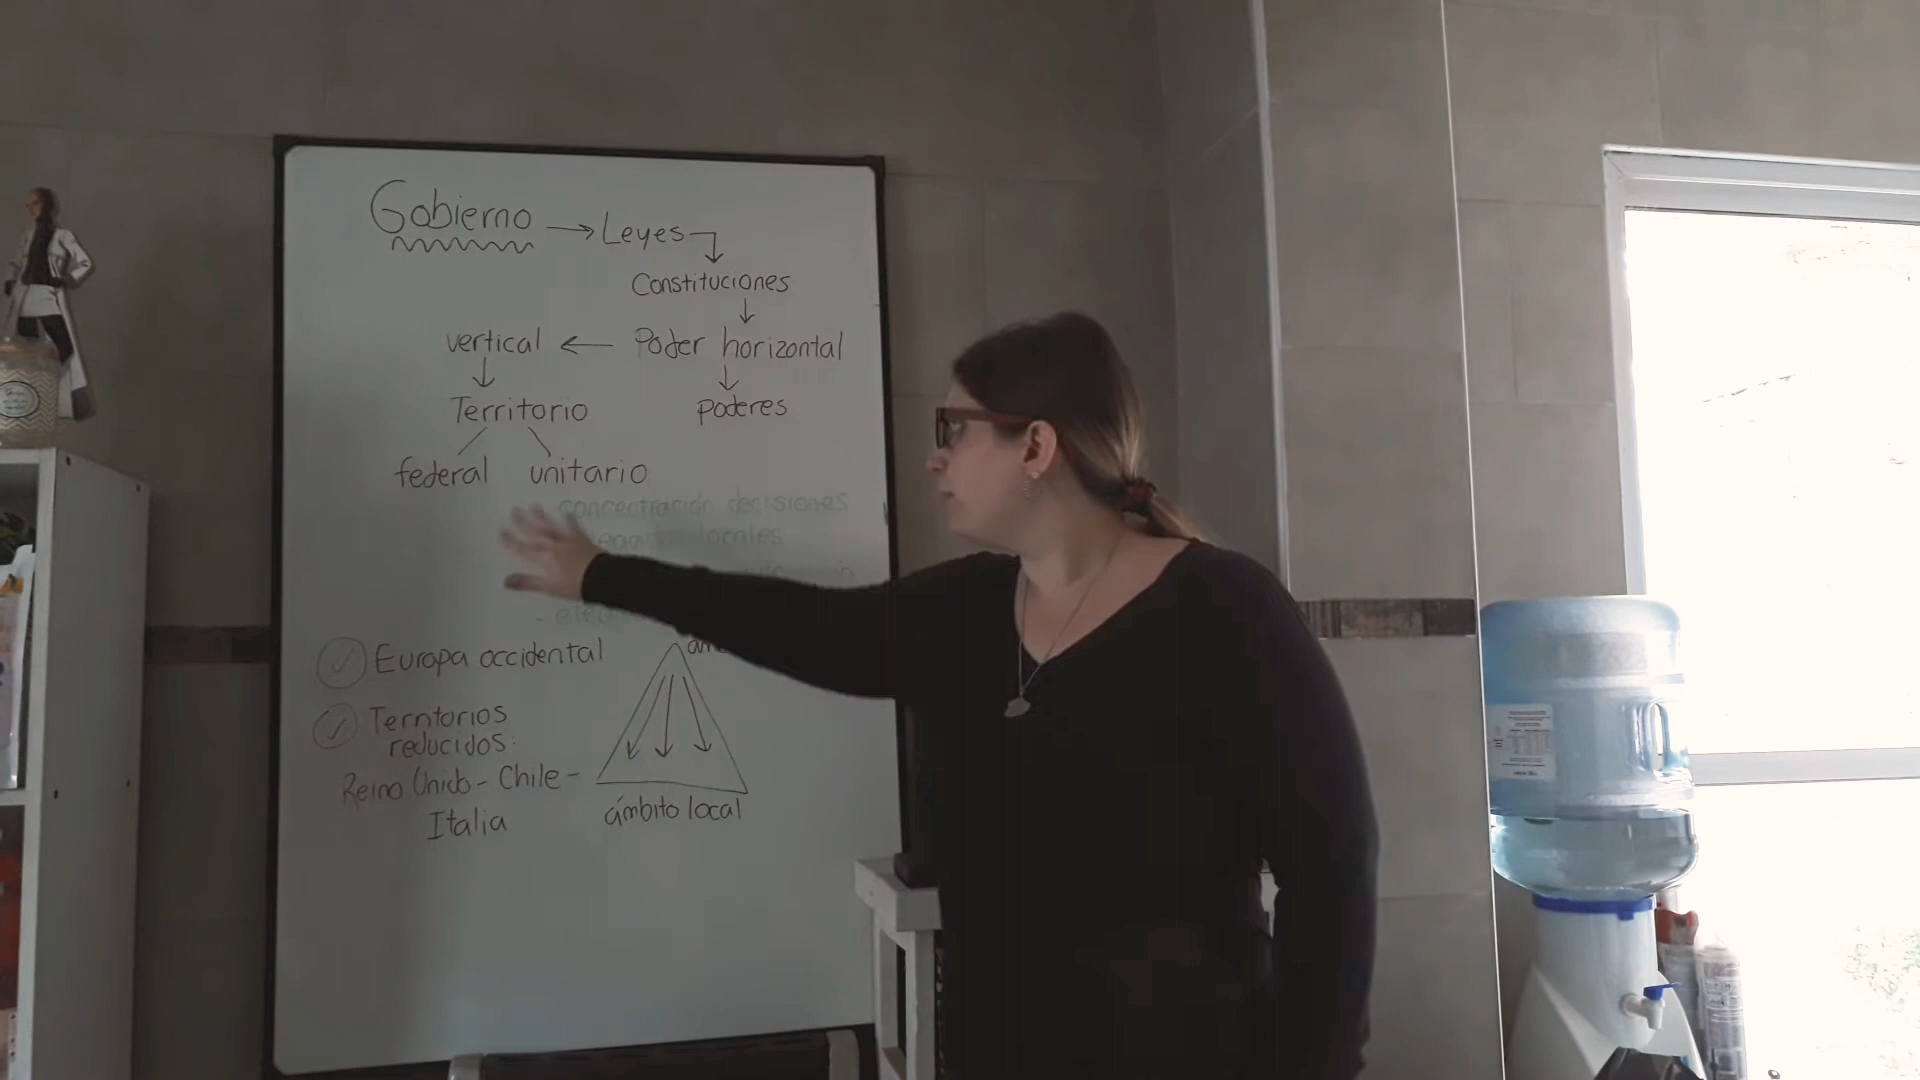 Gobierno → Leyes
Constituciones
vertical ← Poder horizontal
Territorio poderes
federal unitario
concentración decisiones
locales
Europa occidental
Territorios
reducidos:
Reino Unido - Chile -
Italia
ámbito local